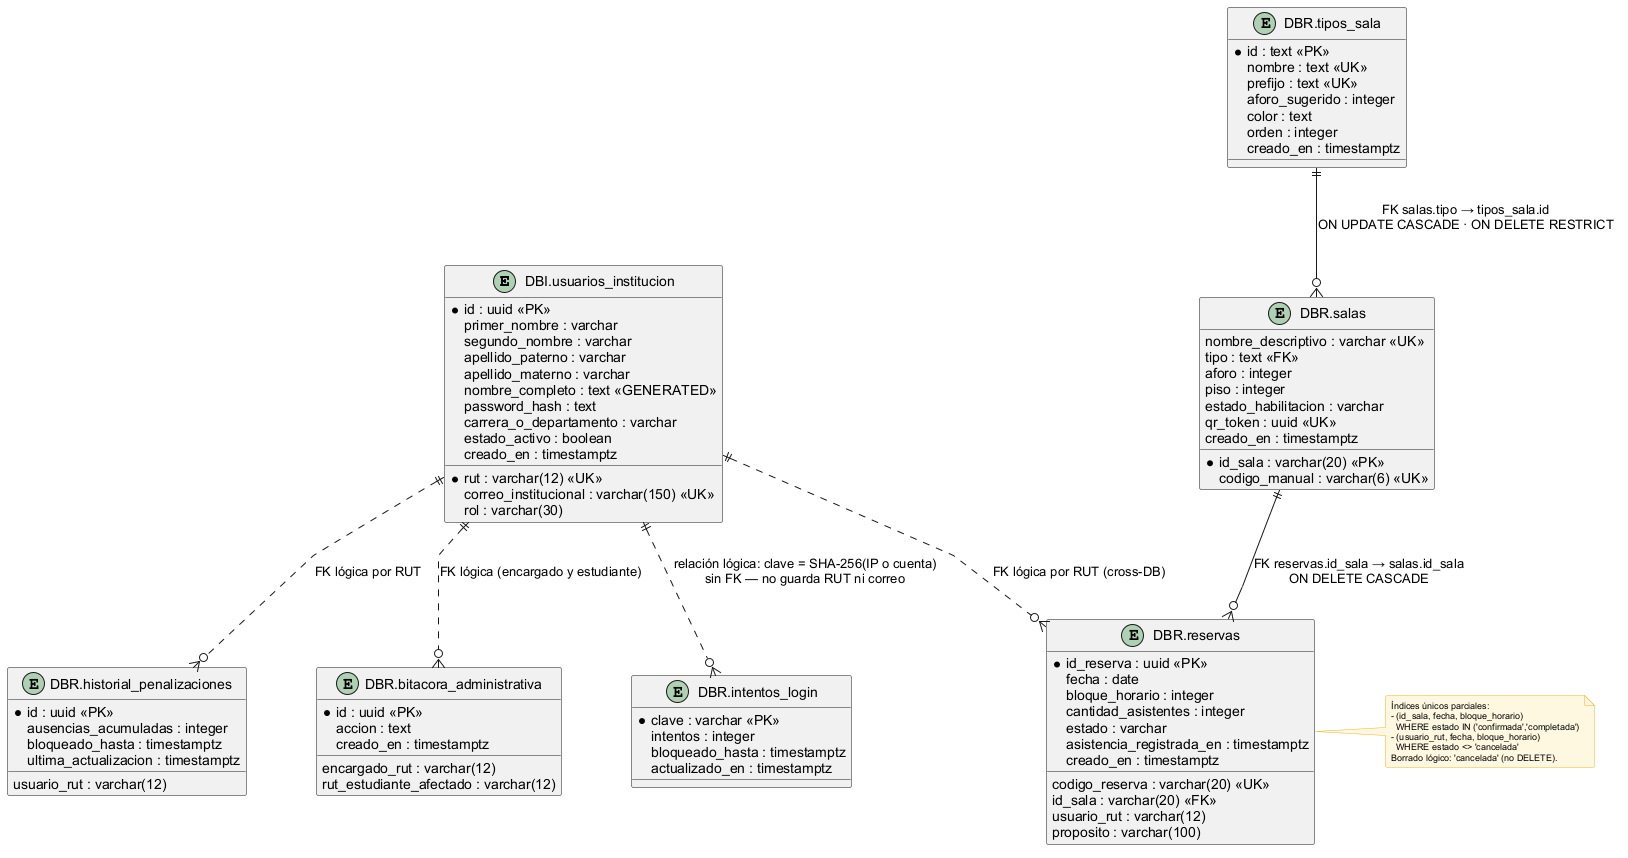 E DBR.tipos_sala
id : text «PK»
nombre : text «UK»
prefijo : text «UK»
aforo_sugerido : integer
color : text
orden : integer
creado_en : timestamptz
FK salas.tipo → tipos_sala.id
ON UPDATE CASCADE · ON DELETE RESTRICT
E DBI.usuarios_institucion
id : uuid «PK»
primer_nombre : varchar
segundo_nombre : varchar
apellido_paterno : varchar
apellido_materno : varchar
nombre_completo : text «GENERATED»
password_hash : text
carrera_o_departamento : varchar
estado_activo : boolean
creado_en : timestamptz
rut : varchar(12) «UK»
correo_institucional : varchar(150) «UK»
rol : varchar(30)
E DBR.salas
nombre_descriptivo : varchar «UK»
tipo : text «FK»
aforo : integer
piso : integer
estado_habilitacion : varchar
qr_token : uuid «UK»
creado_en : timestamptz
id_sala : varchar(20) «PK»
codigo_manual : varchar(6) «UK»
FK lógica por RUT
FK lógica (encargado y estudiante)
relación lógica: clave = SHA-256(IP o cuenta)
sin FK — no guarda RUT ni correo
FK lógica por RUT (cross-DB)
FK reservas.id_sala → salas.id_sala
ON DELETE CASCADE
E DBR.historial_penalizaciones
id : uuid «PK»
ausencias_acumuladas : integer
bloqueado_hasta : timestamptz
ultima_actualizacion : timestamptz
usuario_rut : varchar(12)
E DBR.bitacora_administrativa
id : uuid «PK»
accion : text
creado_en : timestamptz
encargado_rut : varchar(12)
rut_estudiante_afectado : varchar(12)
E DBR.intentos_login
clave : varchar «PK»
intentos : integer
bloqueado_hasta : timestamptz
actualizado_en : timestamptz
E DBR.reservas
id_reserva : uuid «PK»
fecha : date
bloque_horario : integer
cantidad_asistentes : integer
estado : varchar
asistencia_registrada_en : timestamptz
creado_en : timestamptz
codigo_reserva : varchar(20) «UK»
id_sala : varchar(20) «FK»
usuario_rut : varchar(12)
proposito : varchar(100)
Índices únicos parciales:
- (id_sala, fecha, bloque_horario)
WHERE estado IN ('confirmada','completada')
- (usuario_rut, fecha, bloque_horario)
WHERE estado <> 'cancelada'
Borrado lógico: 'cancelada' (no DELETE).